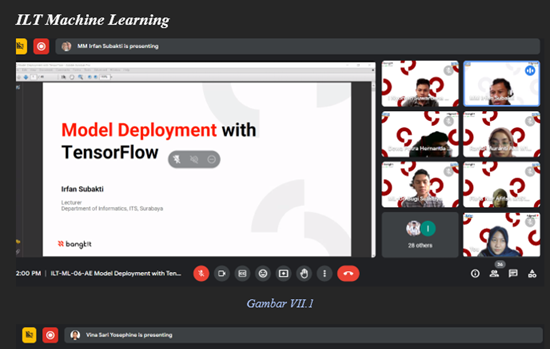 ILT Machine Learning
MM Irfan Subakti is presenting
Model Deployment with
TensorFlow
Irfan Subakti
Lecturer
Department of Informatics, ITS, Surabaya
bangkit
28 others
2:00 PM | ILT-ML-06-AE Model Deployment with Ten...
36
Gambar VII.1
Vina Sari Yosephine is presenting